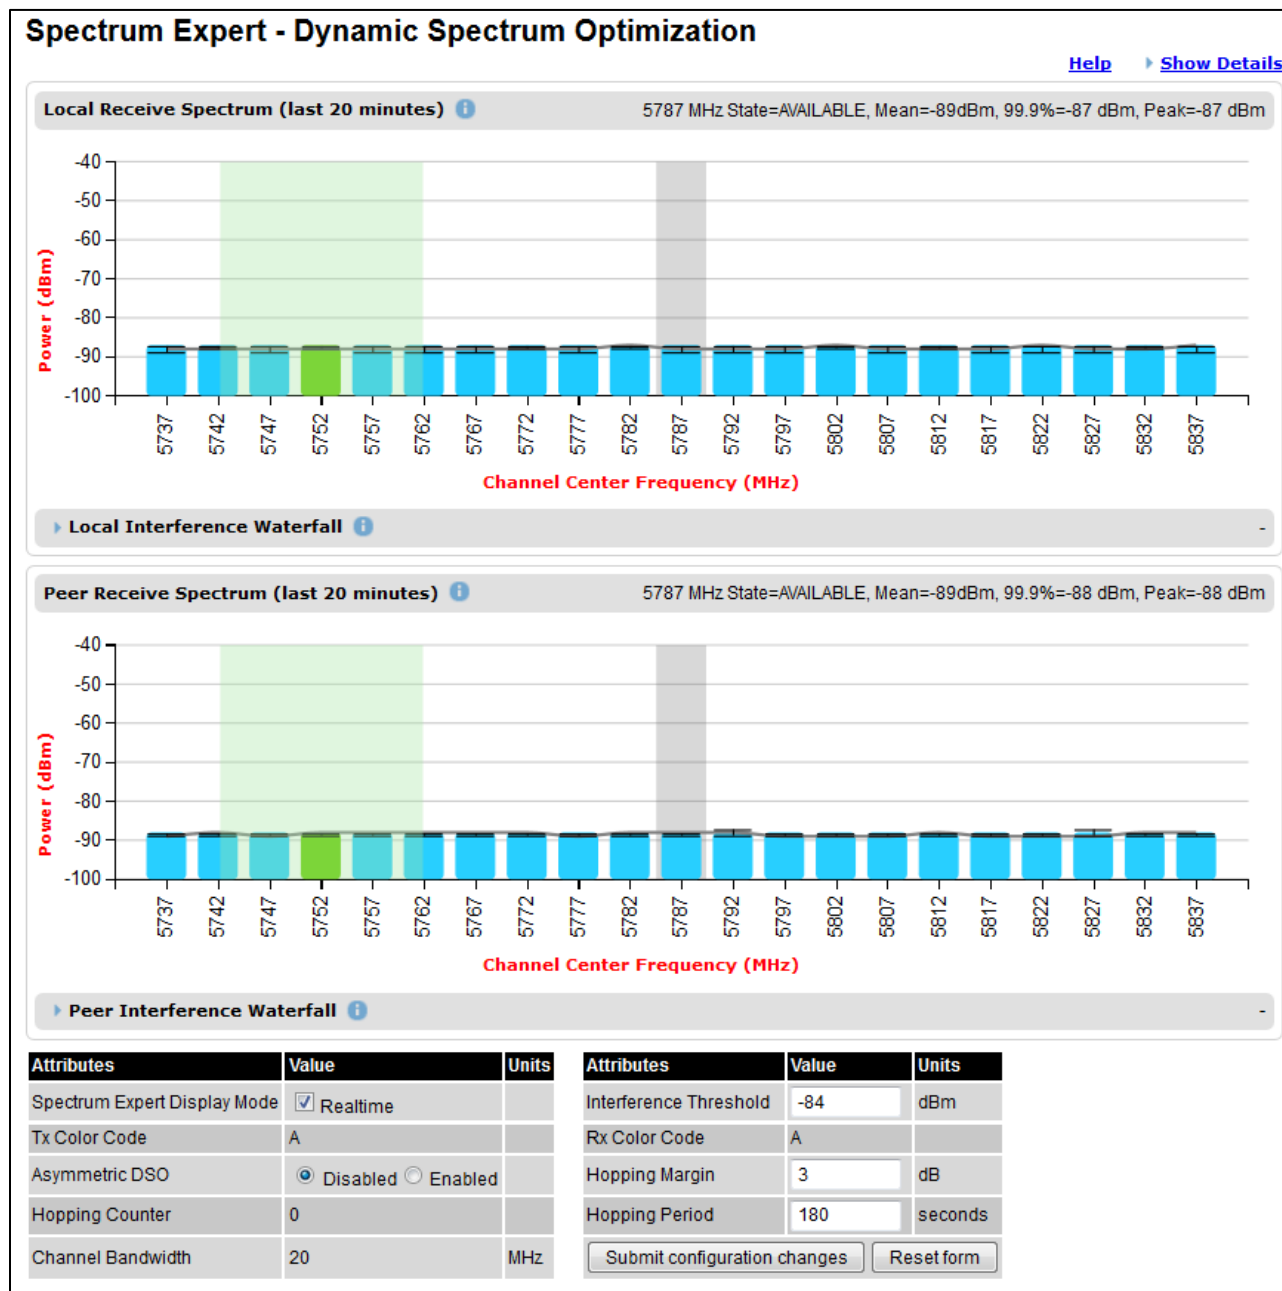 Spectrum Expert - Dynamic Spectrum Optimization
Help Show Details
Local Receive Spectrum (last 20 minutes) 5787 MHz State=AVAILABLE, Mean=-89dBm, 99.9%=-87 dBm, Peak=-87 dBm
Power (dBm)
-40
-50
-60
-70
-80
-90
-100
5737 5742 5747 5752 5757 5762 5767 5772 5777 5782 5787 5792 5797 5802 5807 5812 5817 5822 5827 5832 5837
Channel Center Frequency (MHz)
Local Interference Waterfall -
Peer Receive Spectrum (last 20 minutes) 5787 MHz State=AVAILABLE, Mean=-89dBm, 99.9%=-88 dBm, Peak=-88 dBm
Power (dBm)
-40
-50
-60
-70
-80
-90
-100
5737 5742 5747 5752 5757 5762 5767 5772 5777 5782 5787 5792 5797 5802 5807 5812 5817 5822 5827 5832 5837
Channel Center Frequency (MHz)
Peer Interference Waterfall -
Attributes Value Units
Spectrum Expert Display Mode Realtime
Tx Color Code A
Asymmetric DSO Disabled Enabled
Hopping Counter 0
Channel Bandwidth 20 MHz
Attributes Value Units
Interference Threshold -84 dBm
Rx Color Code A
Hopping Margin 3 dB
Hopping Period 180 seconds
Submit configuration changes Reset form